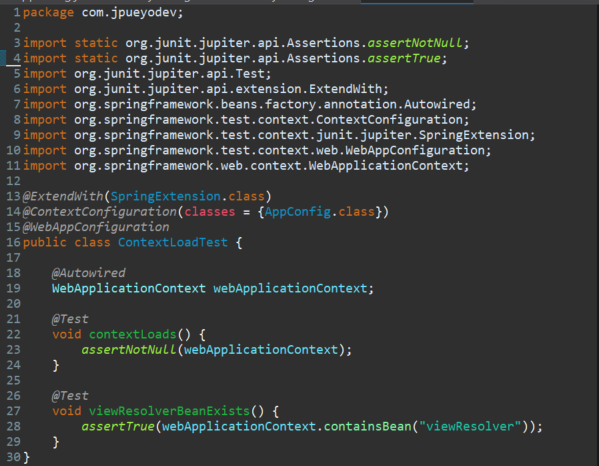 1 package com.jpueyodev;
2
3 import static org.junit.jupiter.api.Assertions.assertNotNull;
4 import static org.junit.jupiter.api.Assertions.assertTrue;
5 import org.junit.jupiter.api.Test;
6 import org.junit.jupiter.api.extension.ExtendWith;
7 import org.springframework.beans.factory.annotation.Autowired;
8 import org.springframework.test.context.ContextConfiguration;
9 import org.springframework.test.context.junit.jupiter.SpringExtension;
10 import org.springframework.test.context.web.WebAppConfiguration;
11 import org.springframework.web.context.WebApplicationContext;
12
13 @ExtendWith(SpringExtension.class)
14 @ContextConfiguration(classes = {AppConfig.class})
15 @WebAppConfiguration
16 public class ContextLoadTest {
17
18     @Autowired
19     WebApplicationContext webApplicationContext;
20
21     @Test
22     void contextLoads() {
23         assertNotNull(webApplicationContext);
24     }
25
26     @Test
27     void viewResolverBeanExists() {
28         assertTrue(webApplicationContext.containsBean("viewResolver"));
29     }
30 }